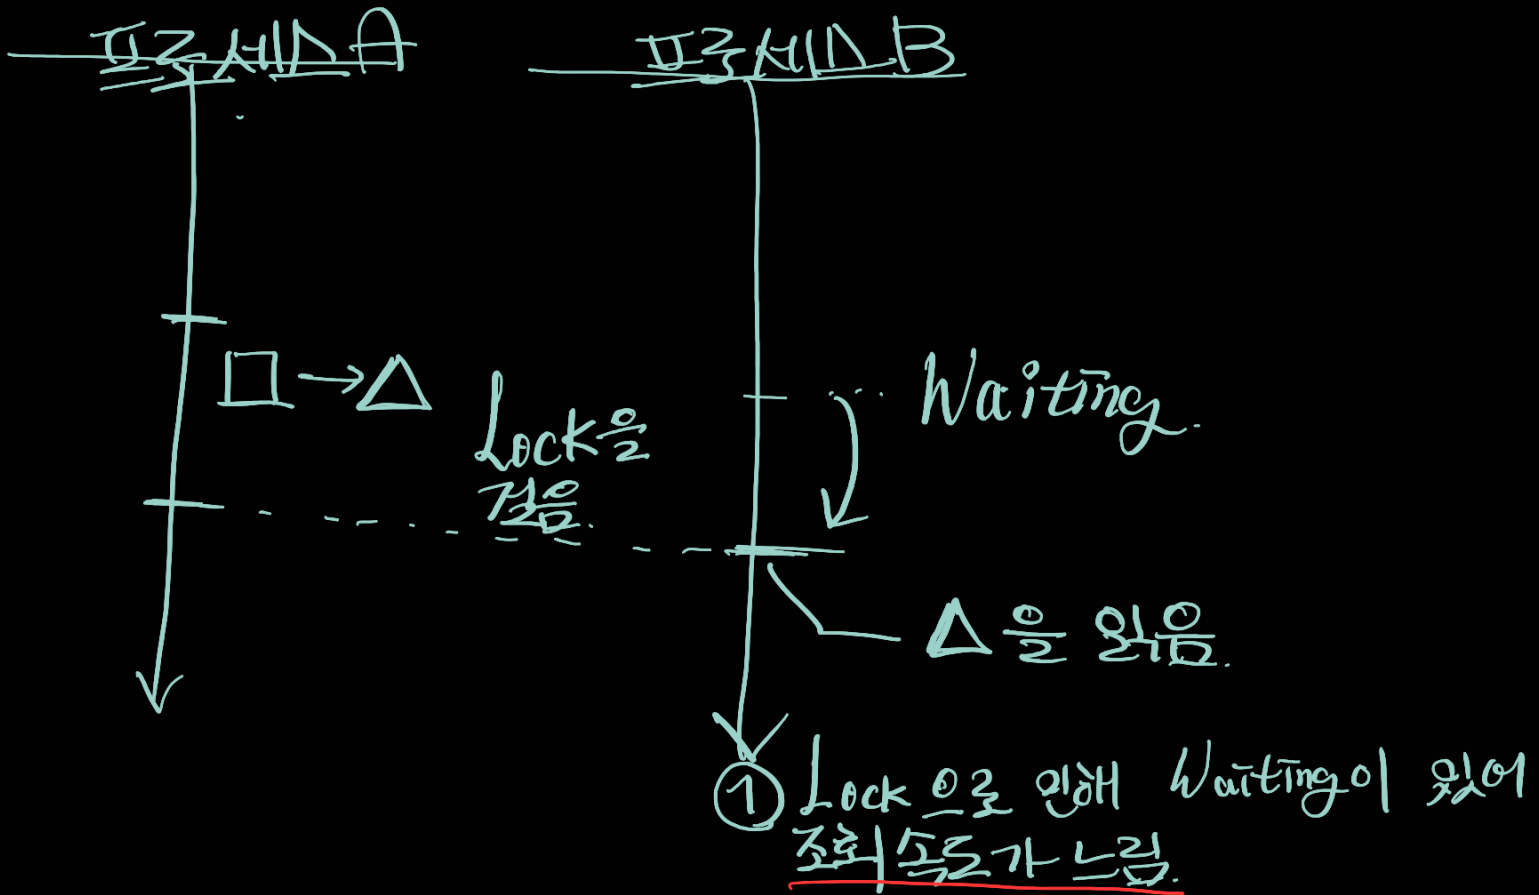 프로세스A
프로세스B
□→△
Lock을
걸음.
Waiting.
△을 읽음.
① Lock으로 인해 Waiting이 있어
조회 속도가 느림.